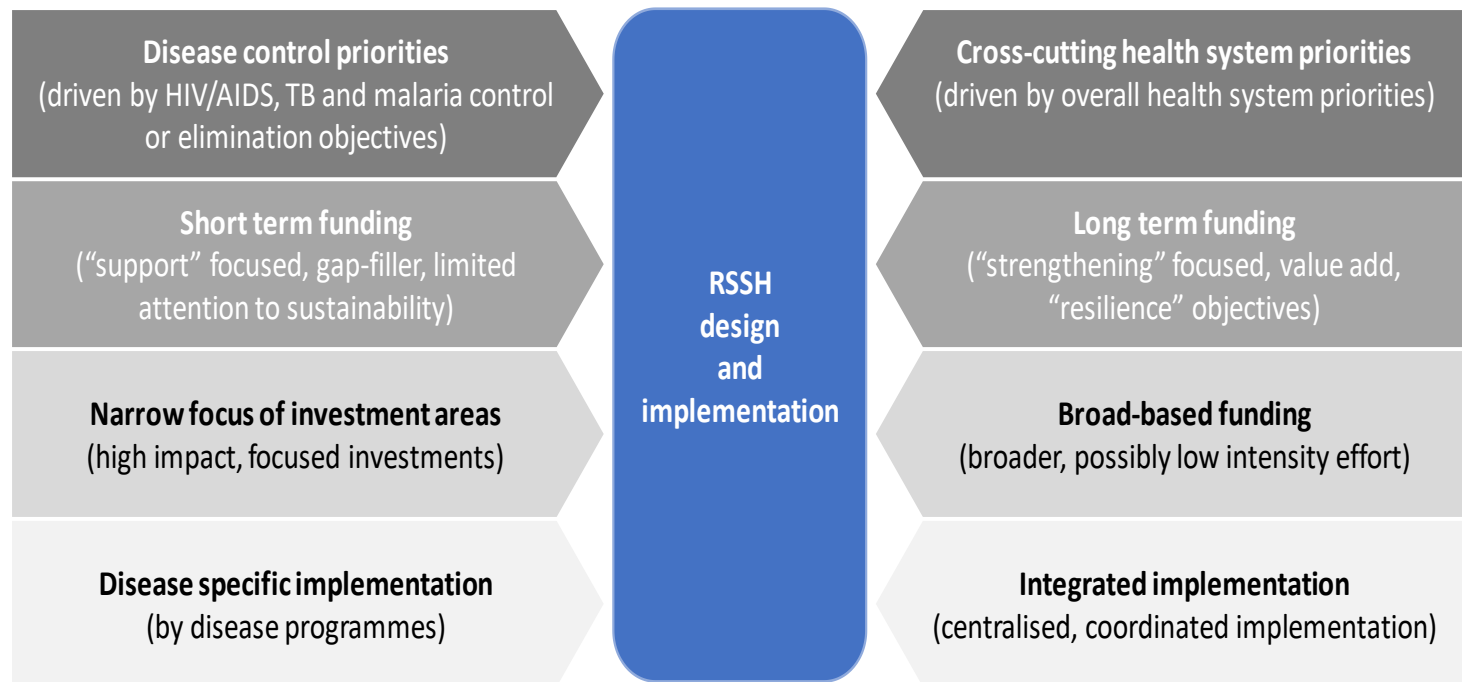 Disease control priorities
(driven by HIV/AIDS, TB and malaria control
or elimination objectives)
Short term funding
(“support” focused, gap-filler, limited
attention to sustainability)
Narrow focus of investment areas
(high impact, focused investments)
Disease specific implementation
(by disease programmes)
RSSH
design
and
implementation
Cross-cutting health system priorities
(driven by overall health system priorities)
Long term funding
(“strengthening” focused, value add,
“resilience” objectives)
Broad-based funding
(broader, possibly low intensity effort)
Integrated implementation
(centralised, coordinated implementation)